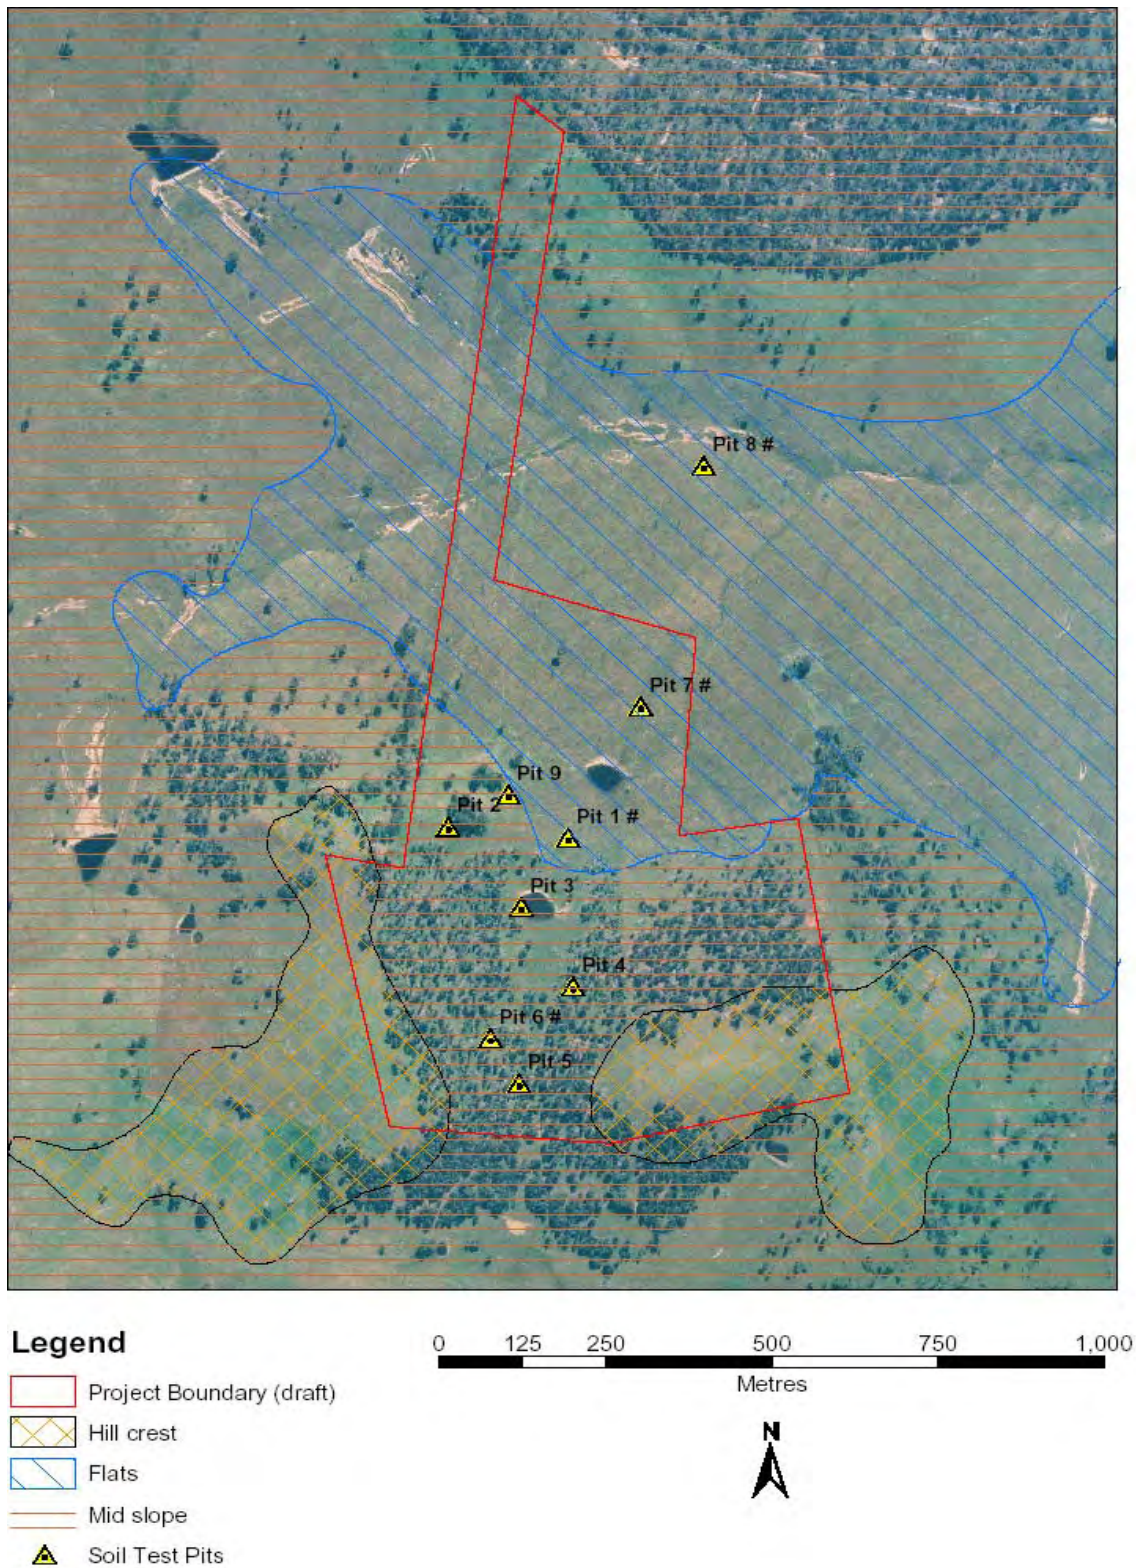 Pit 8 #
Pit 7 #
Pit 9
Pit 2
Pit 1 #
Pit 3
Pit 4
Pit 6 #
Pit 5
Legend
Project Boundary (draft)
Hill crest
Flats
Mid slope
Soil Test Pits
0 125 250 500 750 1,000
Metres
N